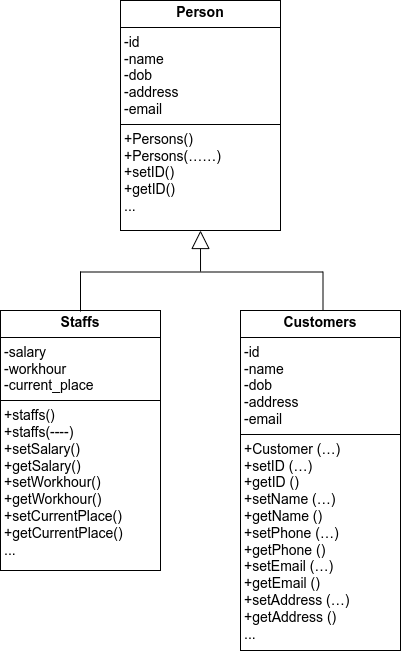 Person
-id
-name
-dob
-address
-email
+Persons()
+Persons(……)
+setID()
+getID()
...
Staffs
-salary
-workhour
-current_place
+staffs()
+staffs(----)
+setSalary()
+getSalary()
+setWorkhour()
+getWorkhour()
+setCurrentPlace()
+getCurrentPlace()
...
Customers
-id
-name
-dob
-address
-email
+Customer (…)
+setID (…)
+getID ()
+setName (…)
+getName ()
+setPhone (…)
+getPhone ()
+setEmail (…)
+getEmail ()
+setAddress (…)
+getAddress ()
...